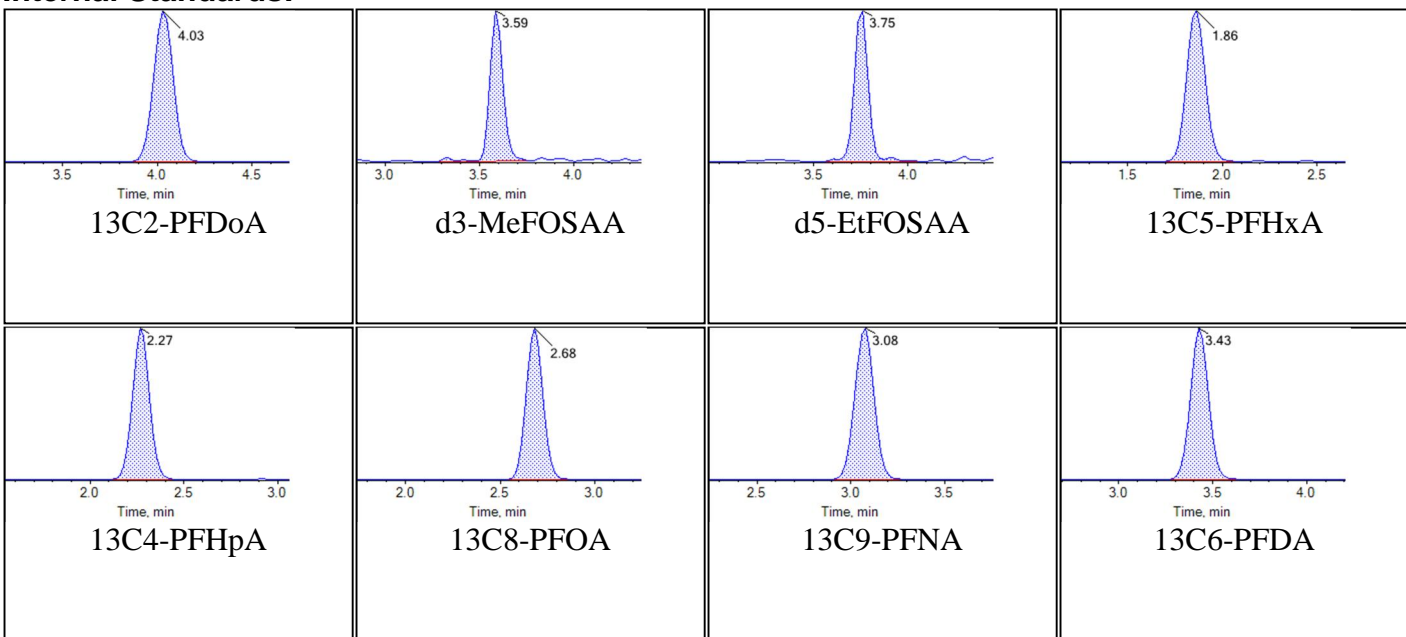 Internal Standards:
4.03
3.59
3.75
1.86
3.5 4.0 4.5
3.0 3.5 4.0
3.5 4.0
1.5 2.0 2.5
Time, min
Time, min
Time, min
Time, min
13C2-PFDoA
d3-MeFOSAA
d5-EtFOSAA
13C5-PFHxA
2.27
2.68
3.08
3.43
2.0 2.5 3.0
2.0 2.5 3.0
2.5 3.0 3.5
3.0 3.5 4.0
Time, min
Time, min
Time, min
Time, min
13C4-PFHpA
13C8-PFOA
13C9-PFNA
13C6-PFDA